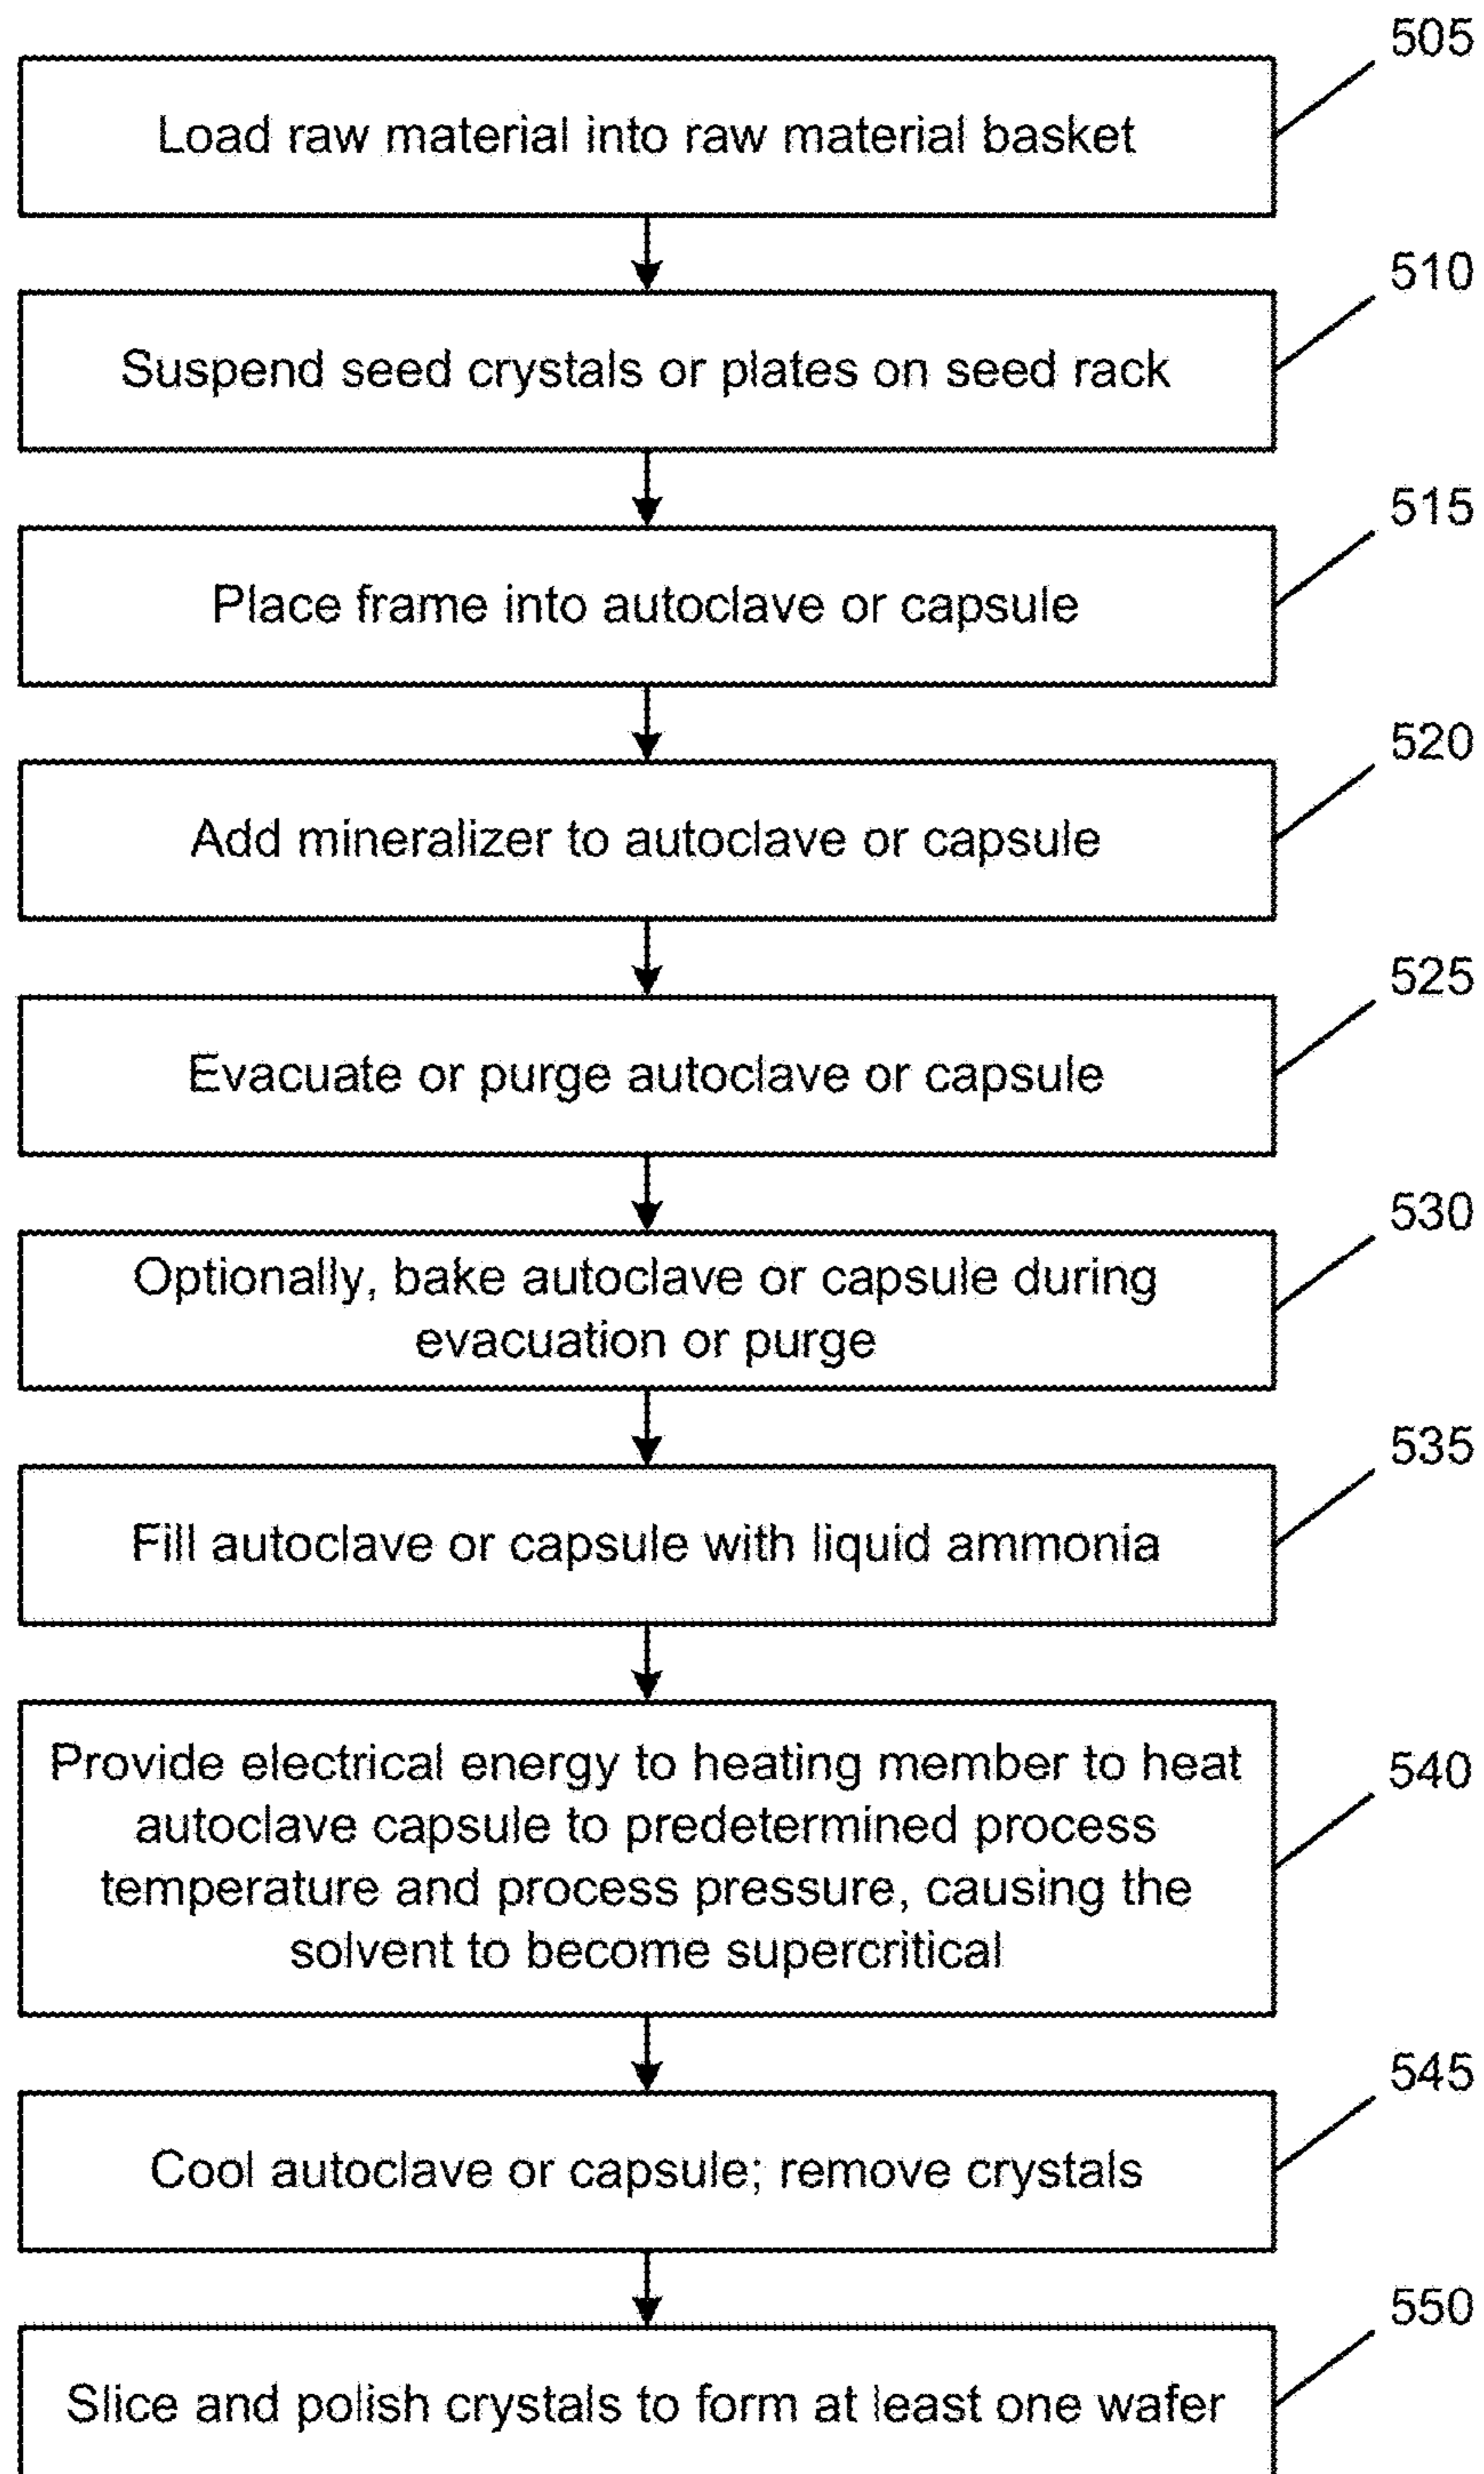 505
Load raw material into raw material basket
510
Suspend seed crystals or plates on seed rack
515
Place frame into autoclave or capsule
520
Add mineralizer to autoclave or capsule
525
Evacuate or purge autoclave or capsule
530
Optionally, bake autoclave or capsule during
evacuation or purge
535
Fill autoclave or capsule with liquid ammonia
540
Provide electrical energy to heating member to heat
autoclave capsule to predetermined process
temperature and process pressure, causing the
solvent to become supercritical
545
Cool autoclave or capsule; remove crystals
550
Slice and polish crystals to form at least one wafer